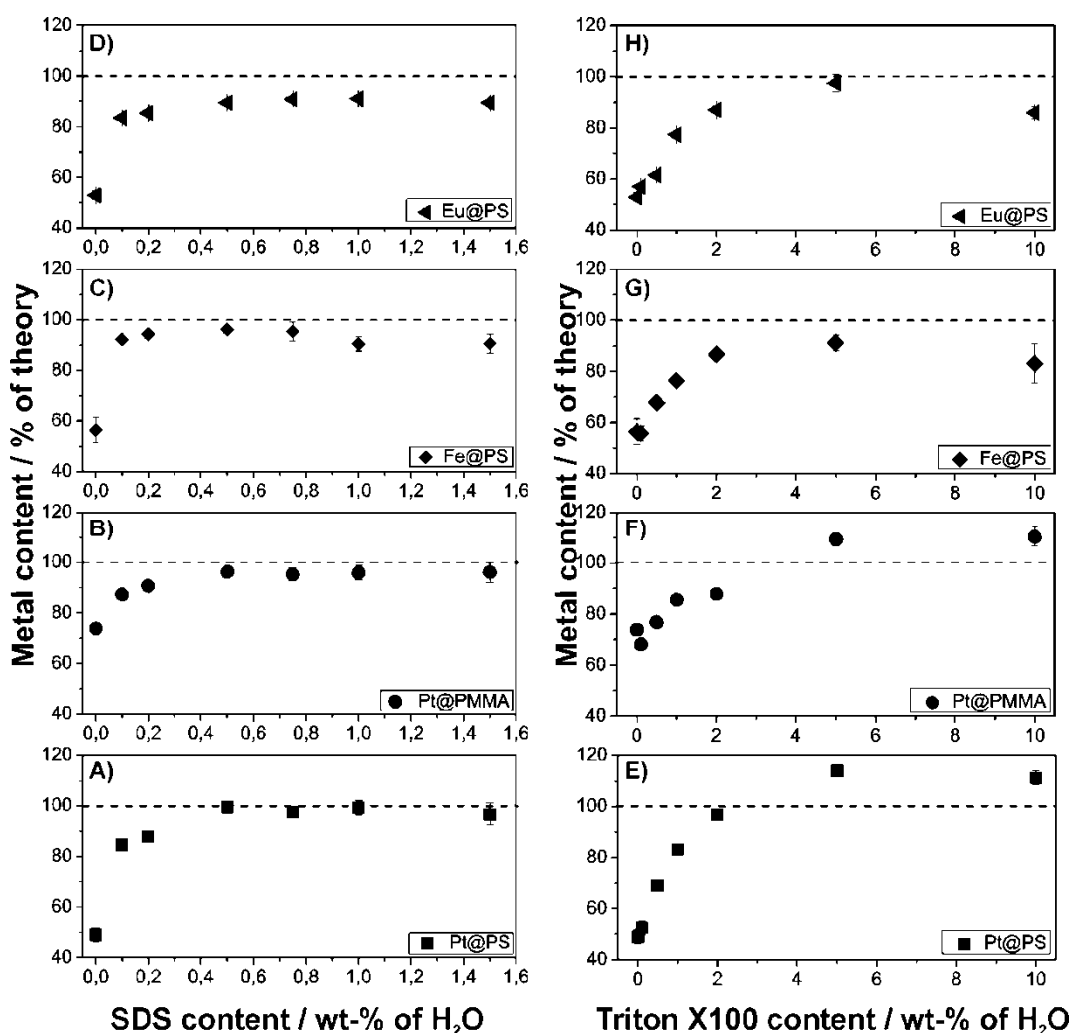 D)
120
100
80
60
40
Eu@PS
0,0 0,2 0,4 0,6 0,8 1,0 1,2 1,4 1,6
C)
120
100
80
60
40
Fe@PS
0,0 0,2 0,4 0,6 0,8 1,0 1,2 1,4 1,6
B)
120
100
80
60
40
Pt@PMMA
0,0 0,2 0,4 0,6 0,8 1,0 1,2 1,4 1,6
A)
120
100
80
60
40
Pt@PS
0,0 0,2 0,4 0,6 0,8 1,0 1,2 1,4 1,6
Metal content / % of theory
SDS content / wt-% of H₂O
H)
120
100
80
60
40
Eu@PS
0 2 4 6 8 10
G)
120
100
80
60
40
Fe@PS
0 2 4 6 8 10
F)
120
100
80
60
40
Pt@PMMA
0 2 4 6 8 10
E)
120
100
80
60
40
Pt@PS
0 2 4 6 8 10
Metal content / % of theory
Triton X100 content / wt-% of H₂O